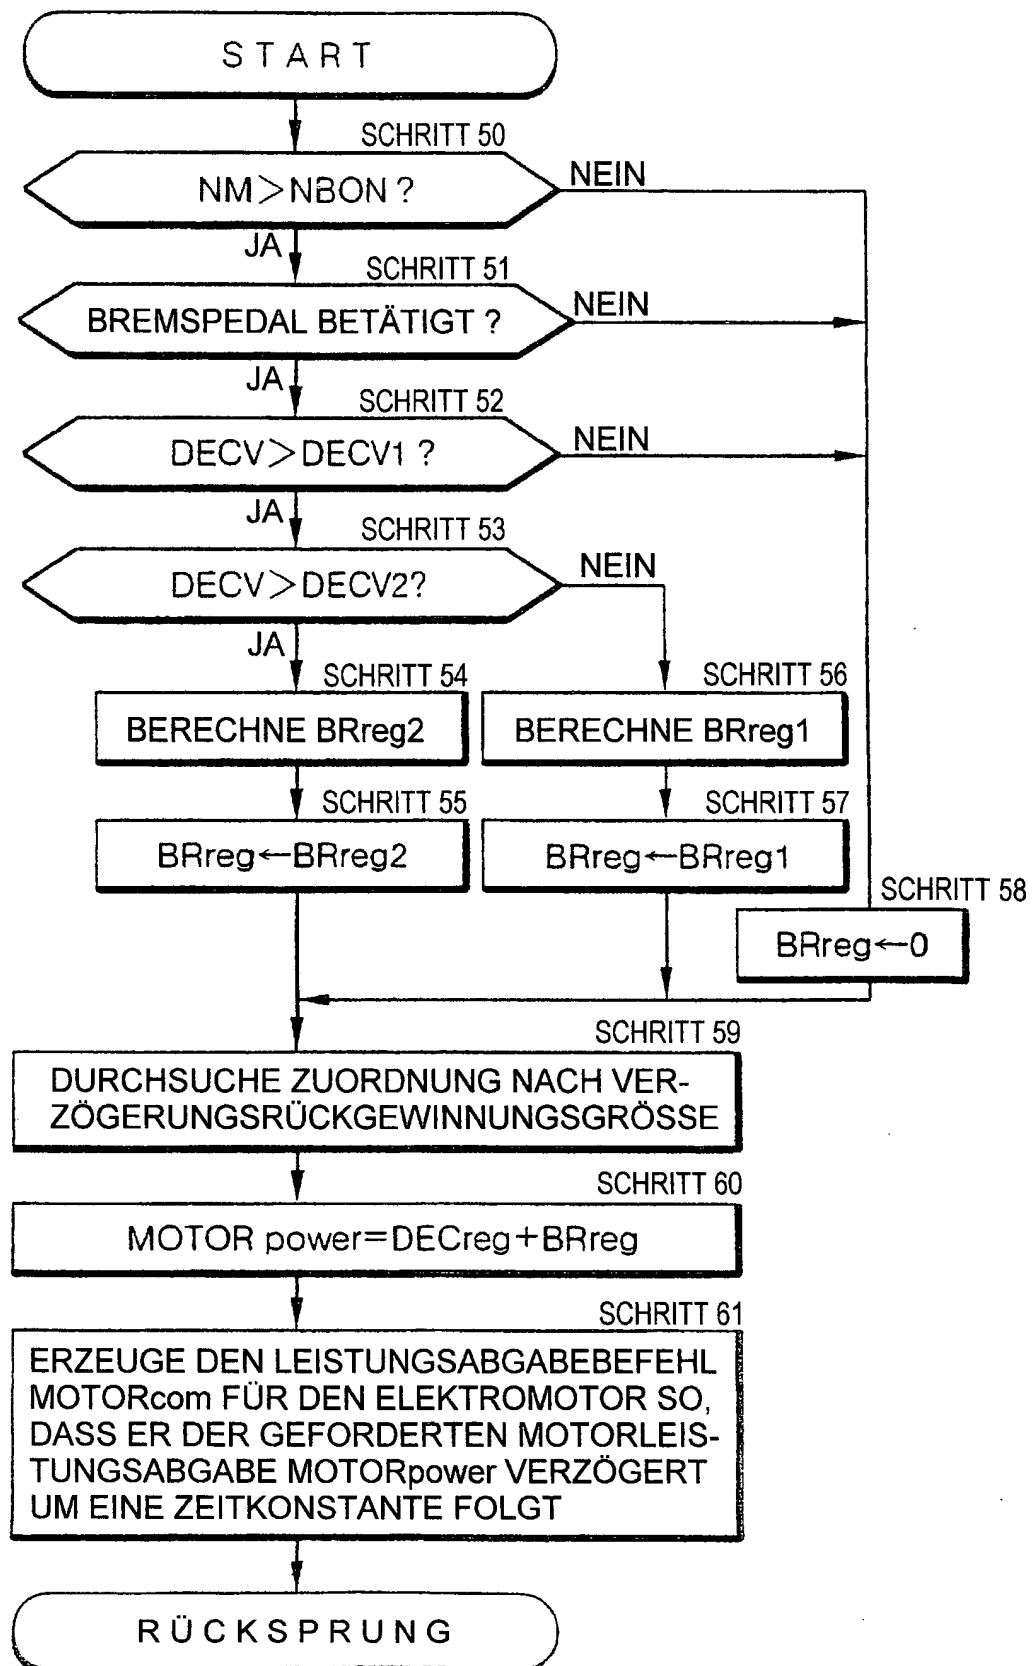 START
SCHRITT 50
NM>NBON ?
NEIN
JA
SCHRITT 51
BREMSPEDAL BETÄTIGT ?
NEIN
JA
SCHRITT 52
DECV>DECV1 ?
NEIN
JA
SCHRITT 53
DECV>DECV2?
NEIN
JA
SCHRITT 54
BERECHNE BRreg2
SCHRITT 56
BERECHNE BRreg1
SCHRITT 55
BRreg←BRreg2
SCHRITT 57
BRreg←BRreg1
SCHRITT 58
BRreg←0
SCHRITT 59
DURCHSUCHE ZUORDNUNG NACH VER-
ZÖGERUNGSRÜCKGEWINNUNGSGRÖSSE
SCHRITT 60
MOTOR power=DECreg+BRreg
SCHRITT 61
ERZEUGE DEN LEISTUNGSABGABEBEFEHL
MOTORcom FÜR DEN ELEKTROMOTOR SO,
DASS ER DER GEFORDERTEN MOTORLEIS-
TUNGSABGABE MOTORpower VERZÖGERT
UM EINE ZEITKONSTANTE FOLGT
RÜCKSPRUNG